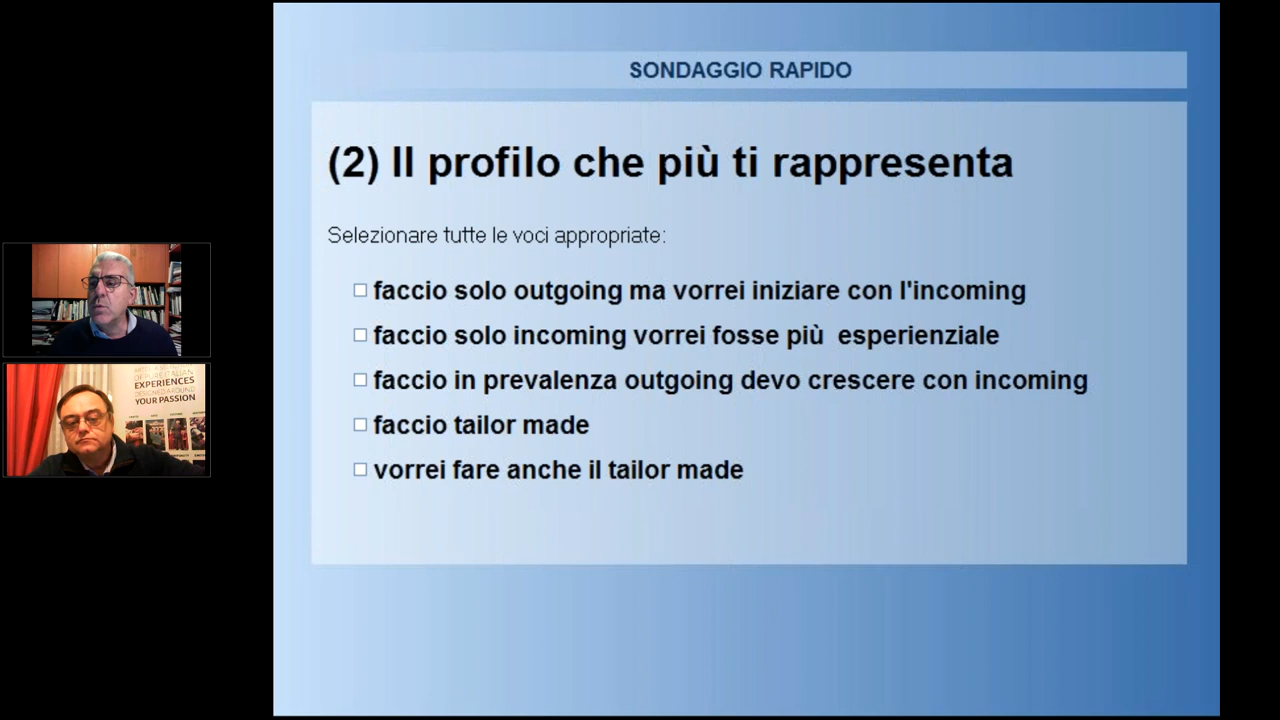 SONDAGGIO RAPIDO
(2) Il profilo che più ti rappresenta
Selezionare tutte le voci appropriate:
faccio solo outgoing ma vorrei iniziare con l'incoming
faccio solo incoming vorrei fosse più esperienziale
faccio in prevalenza outgoing devo crescere con incoming
faccio tailor made
vorrei fare anche il tailor made
EXPERIENCES
DESIGNED AROUND
YOUR PASSION